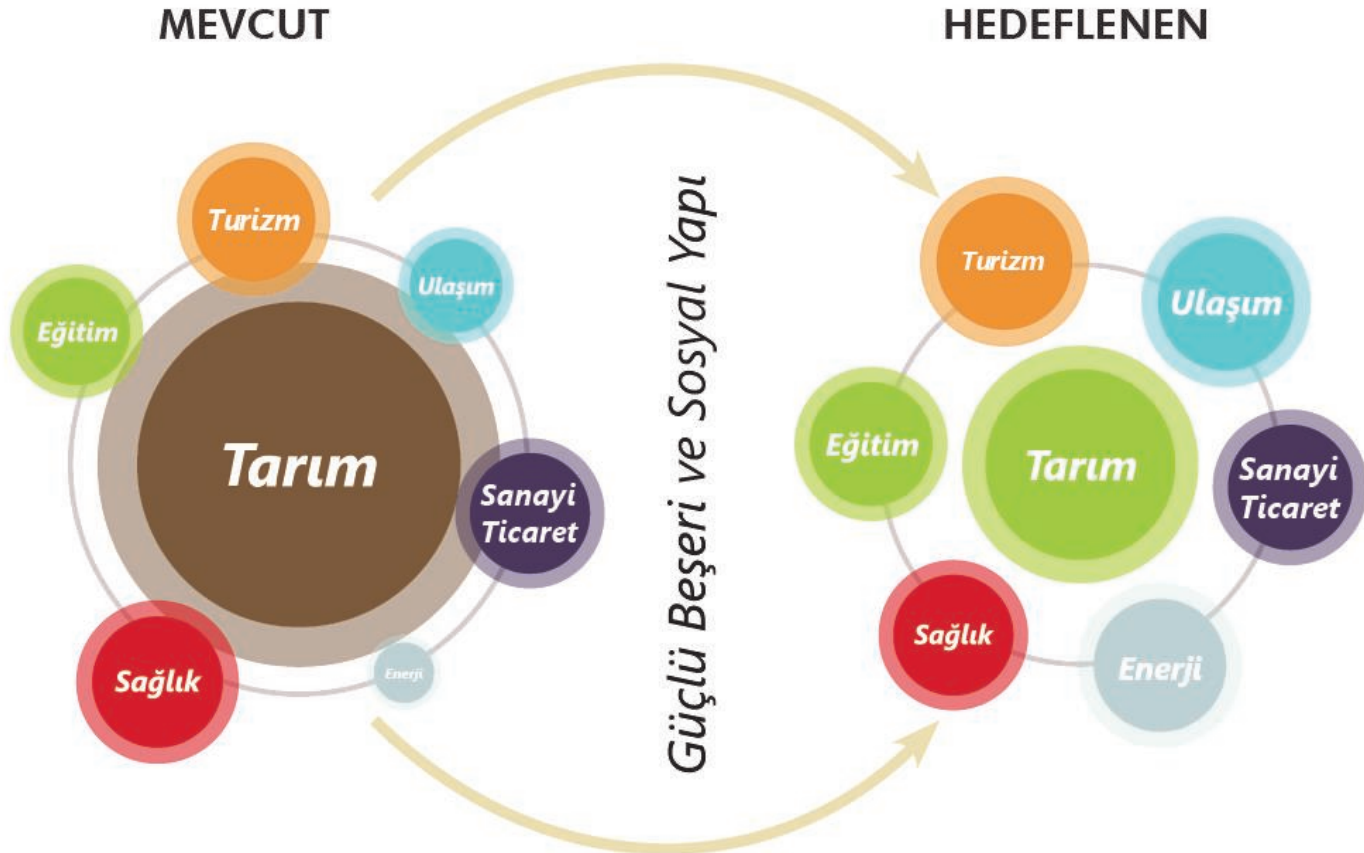 MEVCUT
HEDEFLENEN
Turizm
Ulaşım
Eğitim
Tarım
Sanayi
Ticaret
Sağlık
Enerji
Güçlü Beşeri ve Sosyal Yapı
Turizm
Ulaşım
Eğitim
Tarım
Sanayi
Ticaret
Sağlık
Enerji